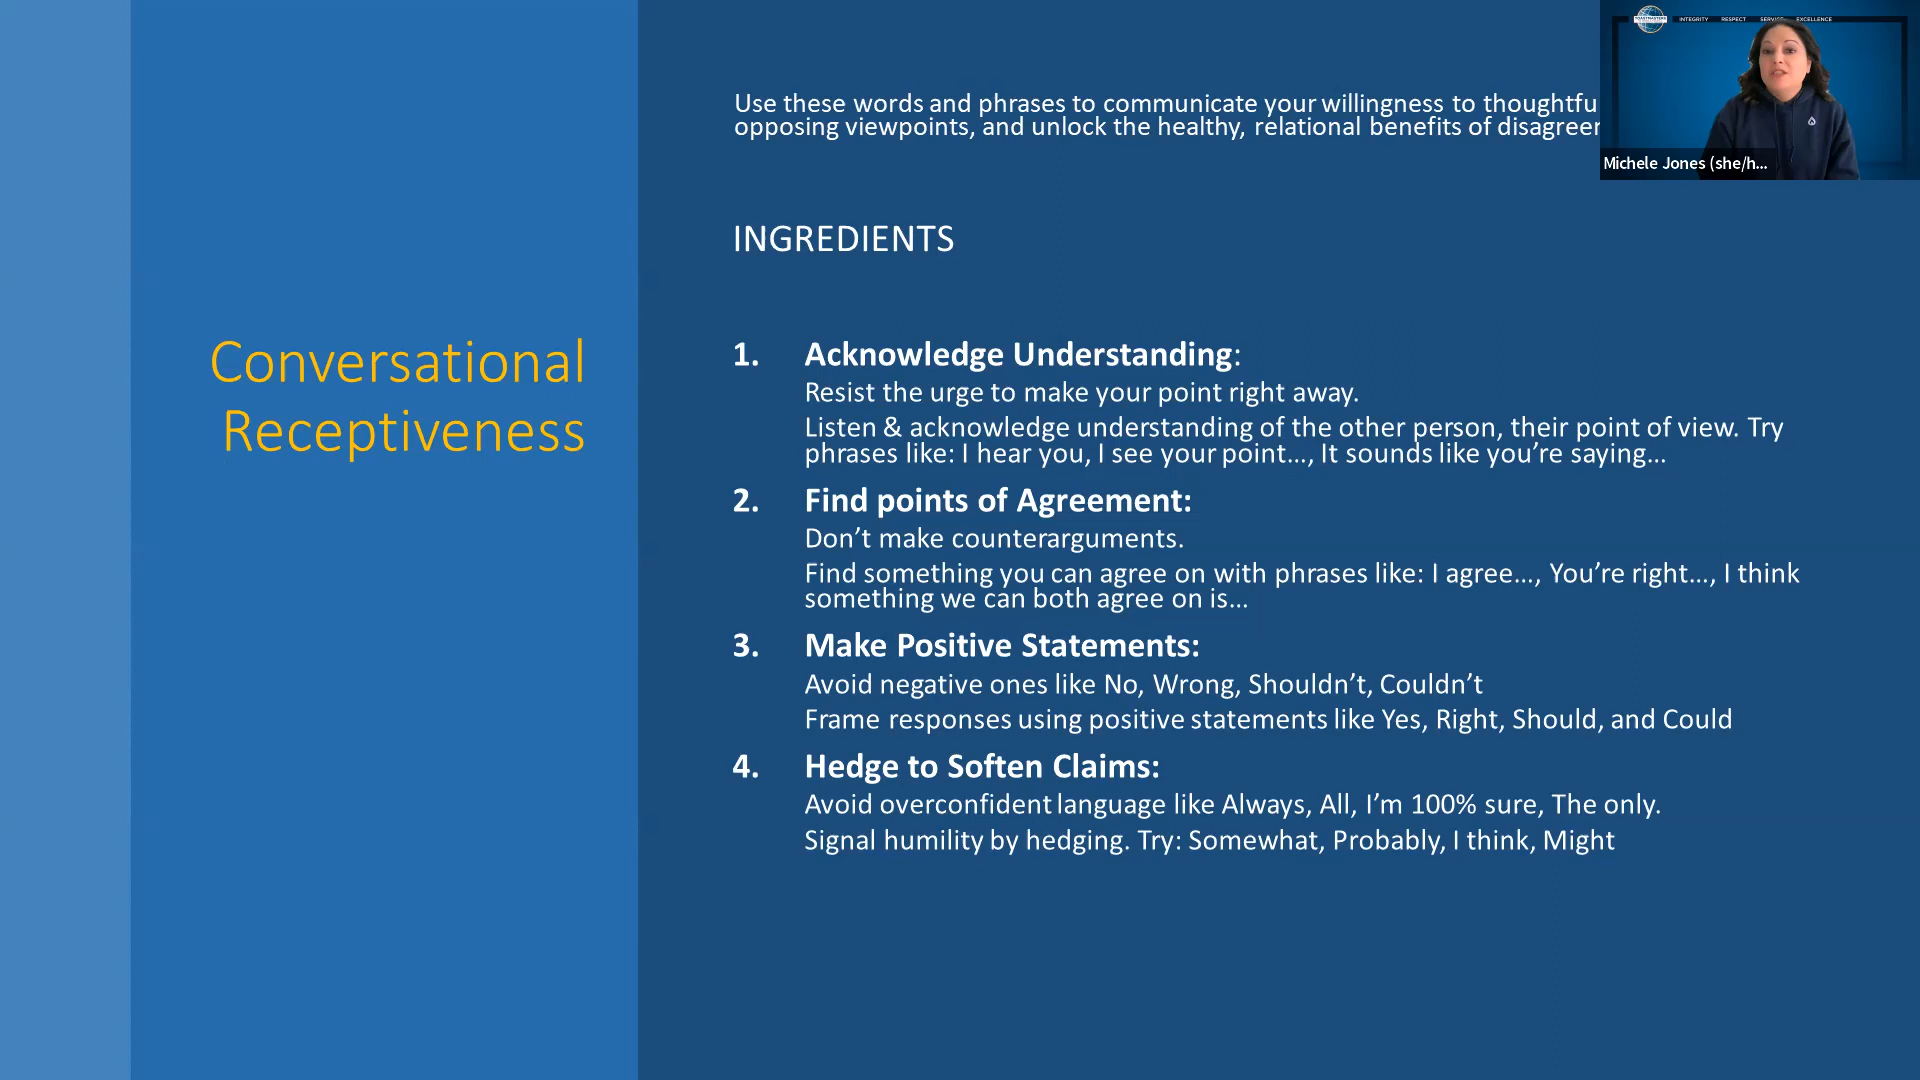 INTEGRITY RESPECT SERVICE EXCELLENCE
Michele Jones (she/h...
Use these words and phrases to communicate your willingness to
opposing viewpoints, and unlock the healthy, relational benefits of
INGREDIENTS
Conversational
Receptiveness
1. Acknowledge Understanding:
Resist the urge to make your point right away.
Listen & acknowledge understanding of the other person, their point of view. Try
phrases like: I hear you, I see your point…, It sounds like you’re saying…
2. Find points of Agreement:
Don’t make counterarguments.
Find something you can agree on with phrases like: I agree…, You’re right…, I think
something we can both agree on is…
3. Make Positive Statements:
Avoid negative ones like No, Wrong, Shouldn’t, Couldn’t
Frame responses using positive statements like Yes, Right, Should, and Could
4. Hedge to Soften Claims:
Avoid overconfident language like Always, All, I’m 100% sure, The only.
Signal humility by hedging. Try: Somewhat, Probably, I think, Might